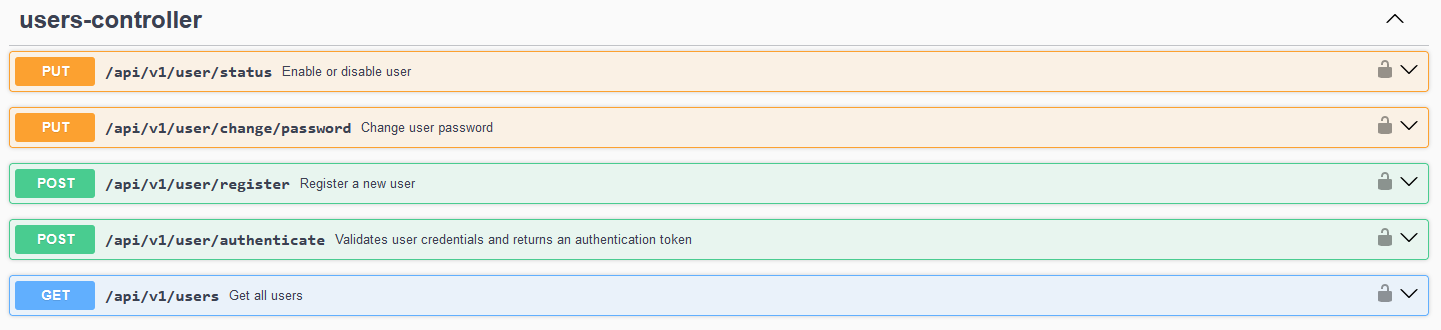 users-controller
PUT /api/v1/user/status Enable or disable user
PUT /api/v1/user/change/password Change user password
POST /api/v1/user/register Register a new user
POST /api/v1/user/authenticate Validates user credentials and returns an authentication token
GET /api/v1/users Get all users